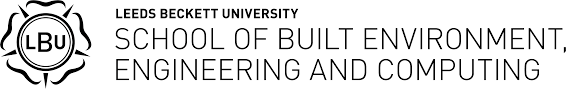 LBU
LEEDS BECKETT UNIVERSITY
SCHOOL OF BUILT ENVIRONMENT,
ENGINEERING AND COMPUTING